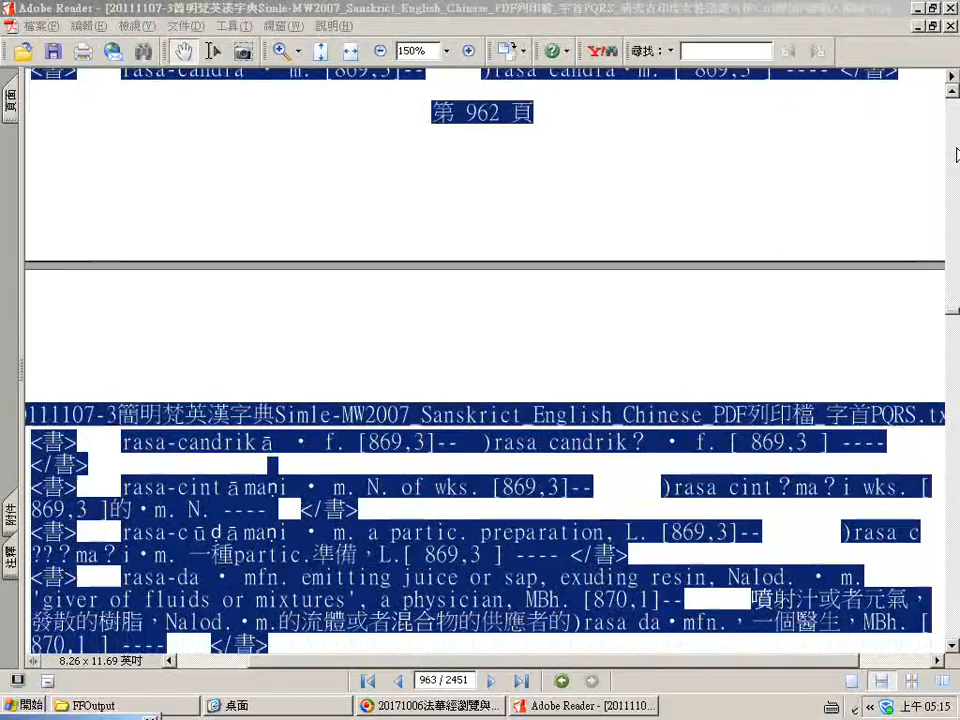 Adobe Reader - [20111107-3簡明梵英漢字典Simle-MW2007_Sanskrict_English_Chinese_PDF列印檔_字首PQRS
檔案(F) 編輯(E) 檢視(V) 文件(D) 工具(T) 視窗(W) 說明(H)
150% 尋找:
頁面
<書> rasa-candra · m. [869,3]-- )rasa candra·m. [ 869,3 ] ---- </書>
第 962 頁
111107-3簡明梵英漢字典Simle-MW2007_Sanskrict_English_Chinese_PDF列印檔_字首PQRS.tx
<書> rasa-candrikā · f. [869,3]-- )rasa candrik? · f. [ 869,3 ] ----
</書>
<書> rasa-cintāmaṇi · m. N. of wks. [869,3]-- )rasa cint?ma?i wks. [
869,3 ]的·m. N. ---- </書>
<書> rasa-cūḍāmaṇi · m. a partic. preparation, L. [869,3]-- )rasa c
???ma?i·m. 一種partic.準備，L.[ 869,3 ] ---- </書>
<書> rasa-da · mfn. emitting juice or sap, exuding resin, Nalod. · m.
'giver of fluids or mixtures', a physician, MBh. [870,1]-- 噴射汁或者元氣，
發散的樹脂，Nalod.·m.的流體或者混合物的供應者的)rasa da·mfn.，一個醫生，MBh. [
870,1 ] ---- </書>
附件
注釋
8.26 x 11.69 英吋
963 / 2451
開始 FFOutput 桌面 20171006法華經瀏覽與... Adobe Reader - [2011110... 上午 05:15